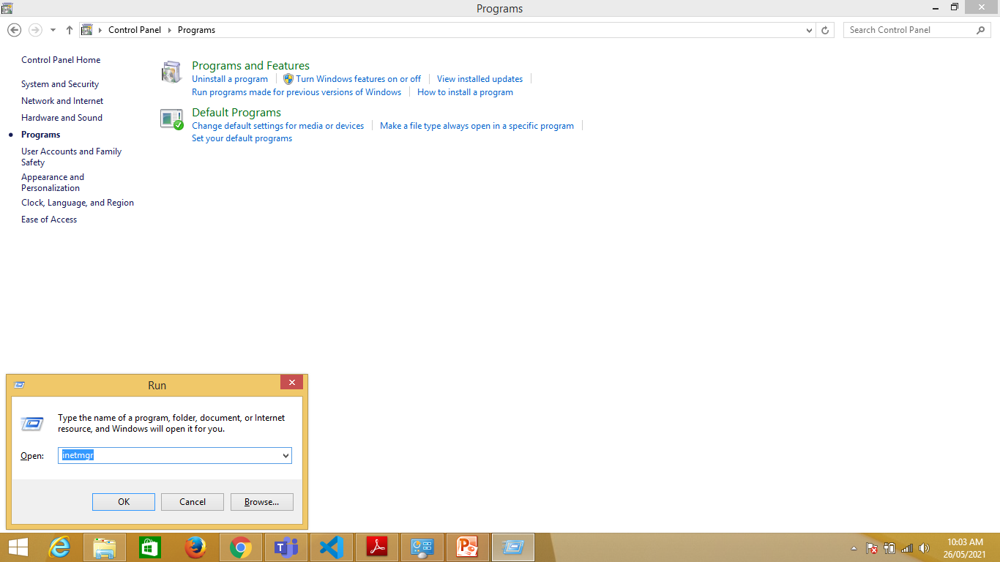 Programs
Control Panel
Programs
Search Control Panel
Control Panel Home
System and Security
Network and Internet
Hardware and Sound
Programs
User Accounts and Family
Safety
Appearance and
Personalization
Clock, Language, and Region
Ease of Access
Programs and Features
Uninstall a program
Turn Windows features on or off
View installed updates
Run programs made for previous versions of Windows
How to install a program
Default Programs
Change default settings for media or devices
Make a file type always open in a specific program
Set your default programs
Run
Type the name of a program, folder, document, or Internet
resource, and Windows will open it for you.
Open:
inetmgr
OK
Cancel
Browse...
10:03 AM
26/05/2021